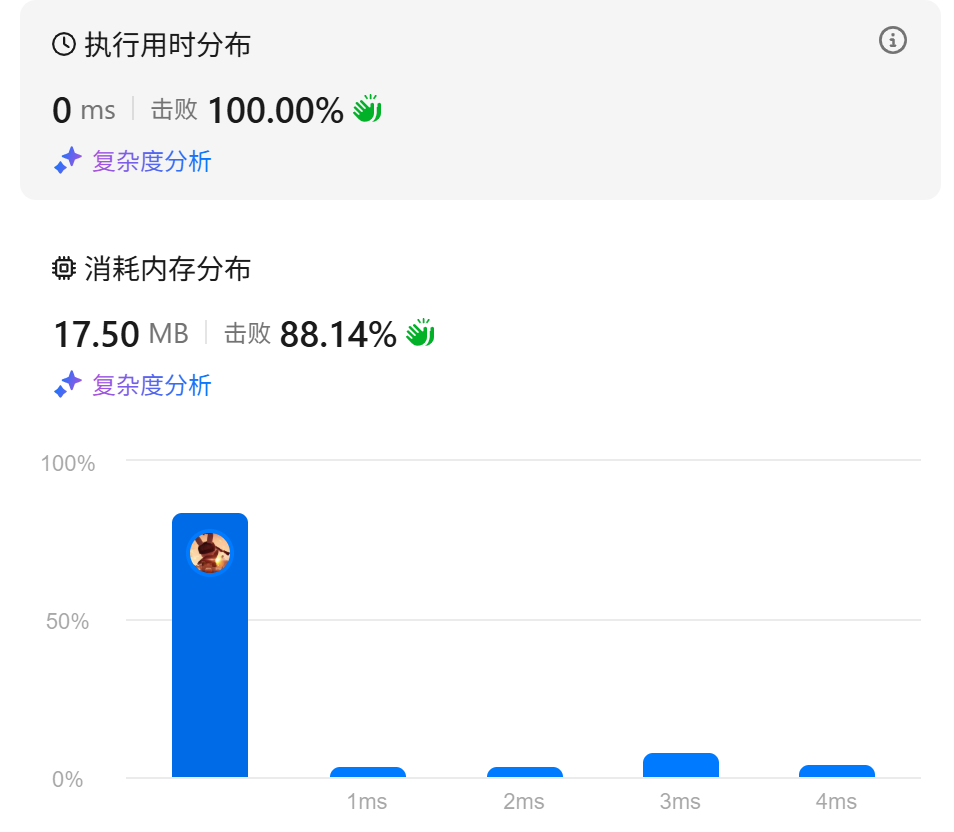 执行用时分布
0 ms 击败 100.00%
复杂度分析
消耗内存分布
17.50 MB 击败 88.14%
复杂度分析
100%
50%
0%
1ms 2ms 3ms 4ms